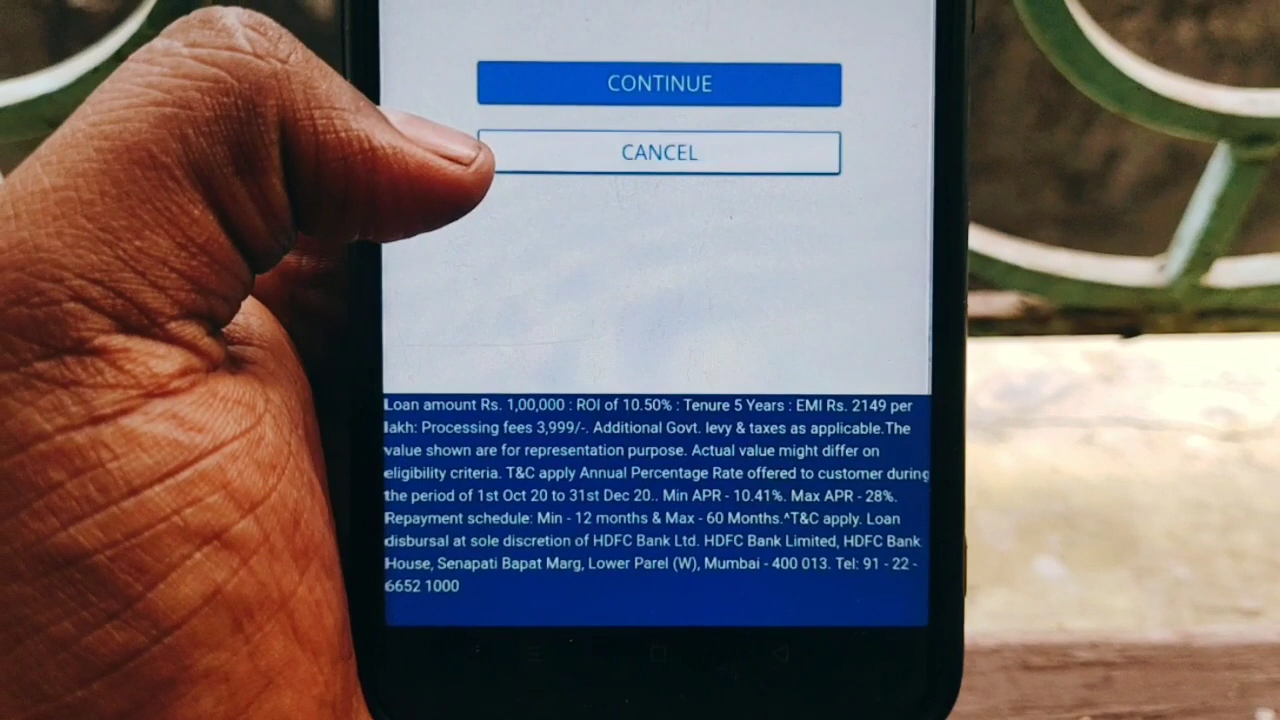 CONTINUE
CANCEL
Loan amount Rs. 1,00,000 : ROI of 10.50% : Tenure 5 Years : EMI Rs. 2149 per
lakh: Processing fees 3,999/-. Additional Govt. levy & taxes as applicable.The
value shown are for representation purpose. Actual value might differ on
eligibility criteria. T&C apply Annual Percentage Rate offered to customer during
the period of 1st Oct 20 to 31st Dec 20.. Min APR - 10.41%. Max APR - 28%.
Repayment schedule: Min - 12 months & Max - 60 Months.^T&C apply. Loan
disbursal at sole discretion of HDFC Bank Ltd. HDFC Bank Limited, HDFC Bank
House, Senapati Bapat Marg, Lower Parel (W), Mumbai - 400 013. Tel: 91 - 22 -
6652 1000